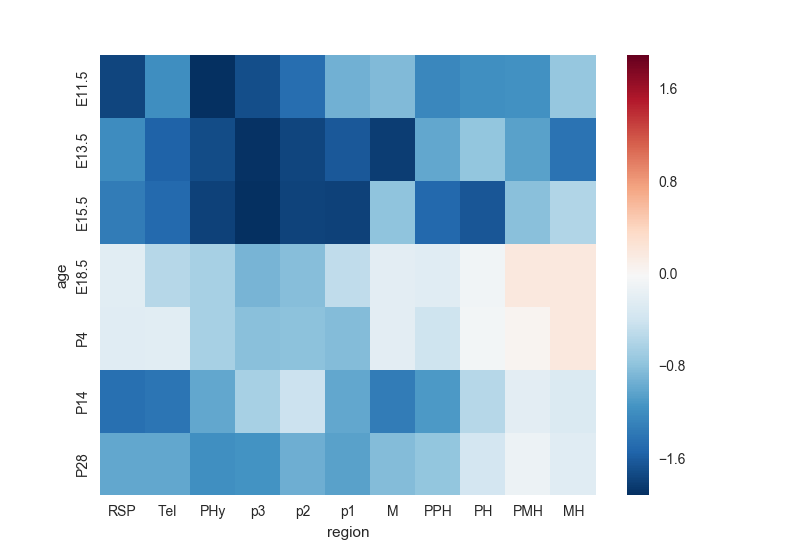 age
E11.5
E13.5
E15.5
E18.5
P4
P14
P28
RSP Tel PHy p3 p2 p1 M PPH PH PMH MH
region
1.6
0.8
0.0
−0.8
−1.6